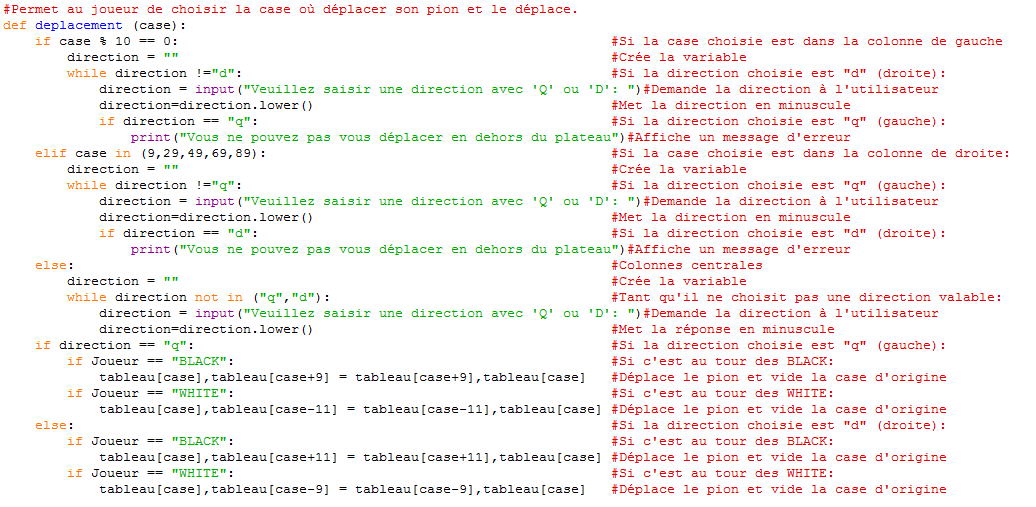 #Permet au joueur de choisir la case où déplacer son pion et le déplace.
def deplacement (case):
    if case % 10 == 0:                                                      #Si la case choisie est dans la colonne de gauche
        direction = ""                                                      #Crée la variable
        while direction !="d":                                              #Si la direction choisie est "d" (droite):
            direction = input("Veuillez saisir une direction avec 'Q' ou 'D': ")#Demande la direction à l'utilisateur
            direction=direction.lower()                                     #Met la direction en minuscule
            if direction == "q":                                            #Si la direction choisie est "q" (gauche):
                print("Vous ne pouvez pas vous déplacer en dehors du plateau")#Affiche un message d'erreur
    elif case in (9,29,49,69,89):                                           #Si la case choisie est dans la colonne de droite:
        direction = ""                                                      #Crée la variable
        while direction !="q":                                              #Si la direction choisie est "q" (gauche):
            direction = input("Veuillez saisir une direction avec 'Q' ou 'D': ")#Demande la direction à l'utilisateur
            direction=direction.lower()                                     #Met la direction en minuscule
            if direction == "d":                                            #Si la direction choisie est "d" (droite):
                print("Vous ne pouvez pas vous déplacer en dehors du plateau")#Affiche un message d'erreur
    else:                                                                   #Colonnes centrales
        direction = ""                                                      #Crée la variable
        while direction not in ("q","d"):                                   #Tant qu'il ne choisit pas une direction valable:
            direction = input("Veuillez saisir une direction avec 'Q' ou 'D': ")#Demande la direction à l'utilisateur
            direction=direction.lower()                                     #Met la réponse en minuscule
    if direction == "q":                                                    #Si la direction choisie est "q" (gauche):
        if Joueur == "BLACK":                                               #Si c'est au tour des BLACK:
            tableau[case],tableau[case+9] = tableau[case+9],tableau[case]   #Déplace le pion et vide la case d'origine
        if Joueur == "WHITE":                                               #Si c'est au tour des WHITE:
            tableau[case],tableau[case-11] = tableau[case-11],tableau[case] #Déplace le pion et vide la case d'origine
    else:                                                                   #Si la direction choisie est "d" (droite):
        if Joueur == "BLACK":                                               #Si c'est au tour des BLACK:
            tableau[case],tableau[case+11] = tableau[case+11],tableau[case] #Déplace le pion et vide la case d'origine
        if Joueur == "WHITE":                                               #Si c'est au tour des WHITE:
            tableau[case],tableau[case-9] = tableau[case-9],tableau[case]   #Déplace le pion et vide la case d'origine